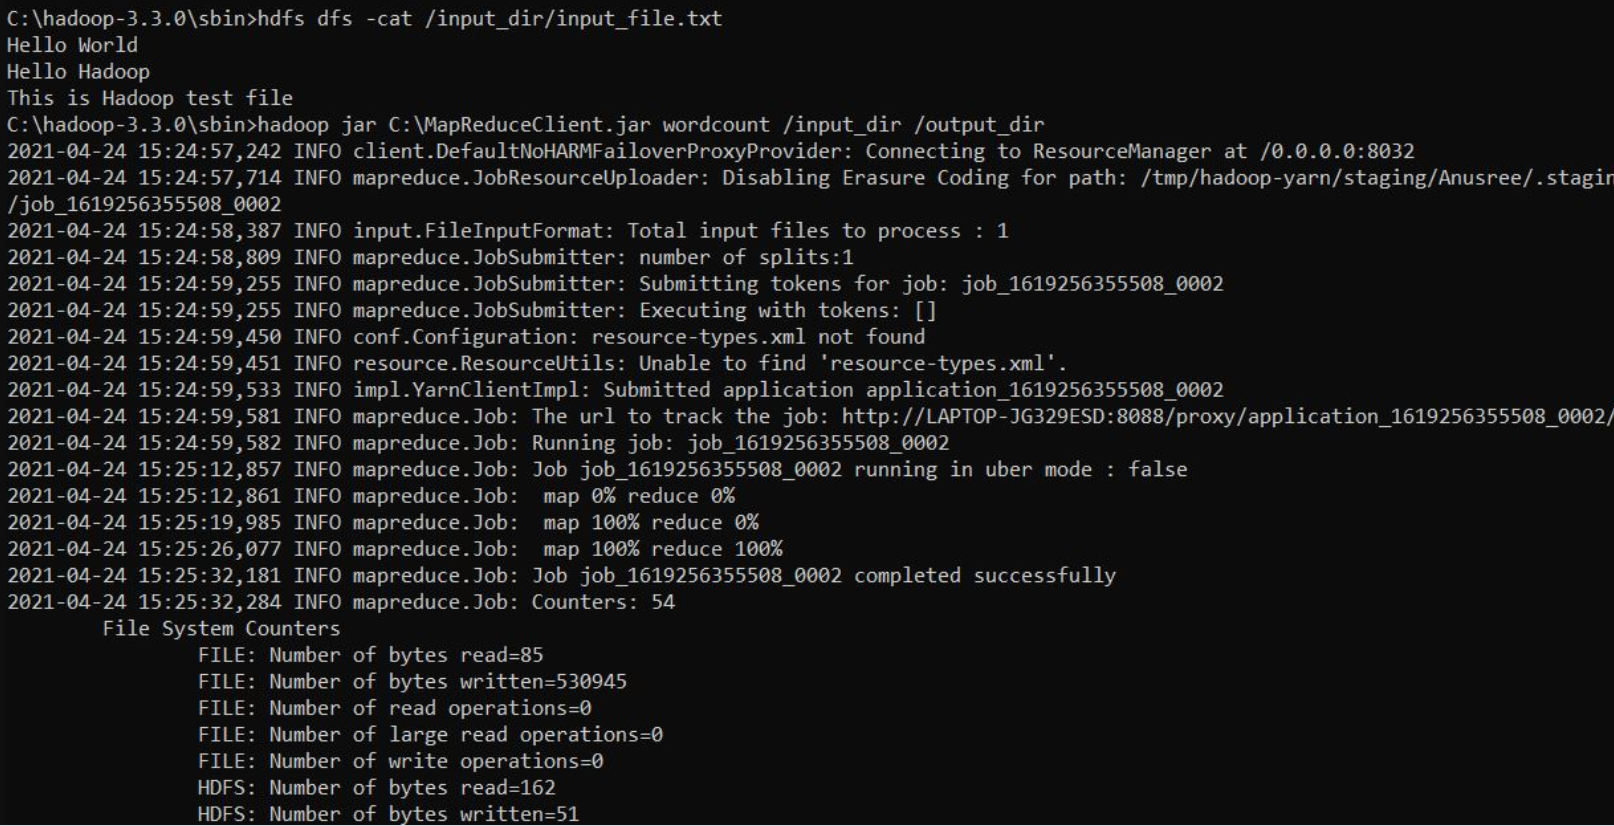 C:\hadoop-3.3.0\sbin>hdfs dfs -cat /input_dir/input_file.txt
Hello World
Hello Hadoop
This is Hadoop test file
C:\hadoop-3.3.0\sbin>hadoop jar C:\MapReduceClient.jar wordcount /input_dir /output_dir
2021-04-24 15:24:57,242 INFO client.DefaultNoHARMFailoverProxyProvider: Connecting to ResourceManager at /0.0.0.0:8032
2021-04-24 15:24:57,714 INFO mapreduce.JobResourceUploader: Disabling Erasure Coding for path: /tmp/hadoop-yarn/staging/Anusree/.stagin
/job_1619256355508_0002
2021-04-24 15:24:58,387 INFO input.FileInputFormat: Total input files to process : 1
2021-04-24 15:24:58,809 INFO mapreduce.JobSubmitter: number of splits:1
2021-04-24 15:24:59,255 INFO mapreduce.JobSubmitter: Submitting tokens for job: job_1619256355508_0002
2021-04-24 15:24:59,255 INFO mapreduce.JobSubmitter: Executing with tokens: []
2021-04-24 15:24:59,450 INFO conf.Configuration: resource-types.xml not found
2021-04-24 15:24:59,451 INFO resource.ResourceUtils: Unable to find 'resource-types.xml'.
2021-04-24 15:24:59,533 INFO impl.YarnClientImpl: Submitted application application_1619256355508_0002
2021-04-24 15:24:59,581 INFO mapreduce.Job: The url to track the job: http://LAPTOP-JG329ESD:8088/proxy/application_1619256355508_0002/
2021-04-24 15:24:59,582 INFO mapreduce.Job: Running job: job_1619256355508_0002
2021-04-24 15:25:12,857 INFO mapreduce.Job: Job job_1619256355508_0002 running in uber mode : false
2021-04-24 15:25:12,861 INFO mapreduce.Job:  map 0% reduce 0%
2021-04-24 15:25:19,985 INFO mapreduce.Job:  map 100% reduce 0%
2021-04-24 15:25:26,077 INFO mapreduce.Job:  map 100% reduce 100%
2021-04-24 15:25:32,181 INFO mapreduce.Job: Job job_1619256355508_0002 completed successfully
2021-04-24 15:25:32,284 INFO mapreduce.Job: Counters: 54
File System Counters
FILE: Number of bytes read=85
FILE: Number of bytes written=530945
FILE: Number of read operations=0
FILE: Number of large read operations=0
FILE: Number of write operations=0
HDFS: Number of bytes read=162
HDFS: Number of bytes written=51